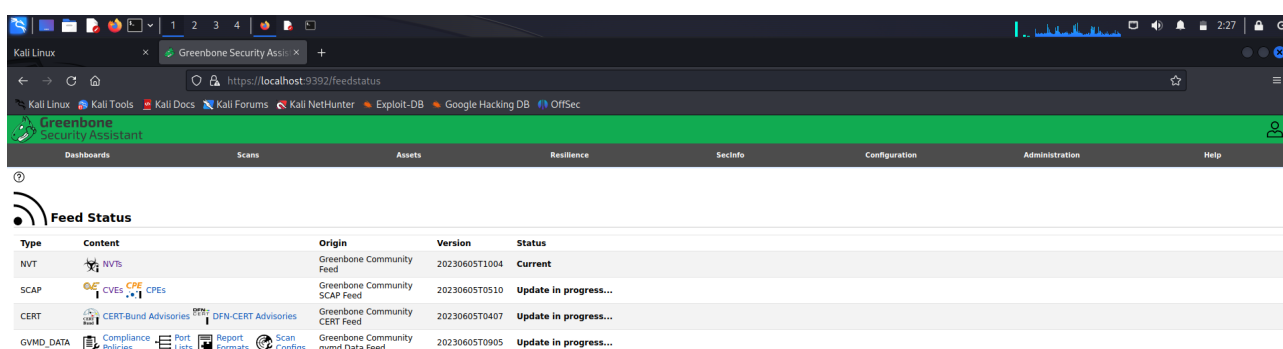 1 2 3 4 2:27
Kali Linux × Greenbone Security Assis × +
https://localhost:9392/feedstatus
Kali Linux Kali Tools Kali Docs Kali Forums Kali NetHunter Exploit-DB Google Hacking DB OffSec
Greenbone
Security Assistant
Dashboards Scans Assets Resilience SecInfo Configuration Administration Help
Feed Status
Type Content Origin Version Status
NVT NVTs Greenbone Community Feed 20230605T1004 Current
SCAP CVEs CPE CPEs Greenbone Community SCAP Feed 20230605T0510 Update in progress...
CERT CERT-Bund Advisories DFN-CERT Advisories Greenbone Community CERT Feed 20230605T0407 Update in progress...
GVMD_DATA Compliance Policies Port Lists Report Formats Scan Configs Greenbone Community gvmd Data Feed 20230605T0905 Update in progress...